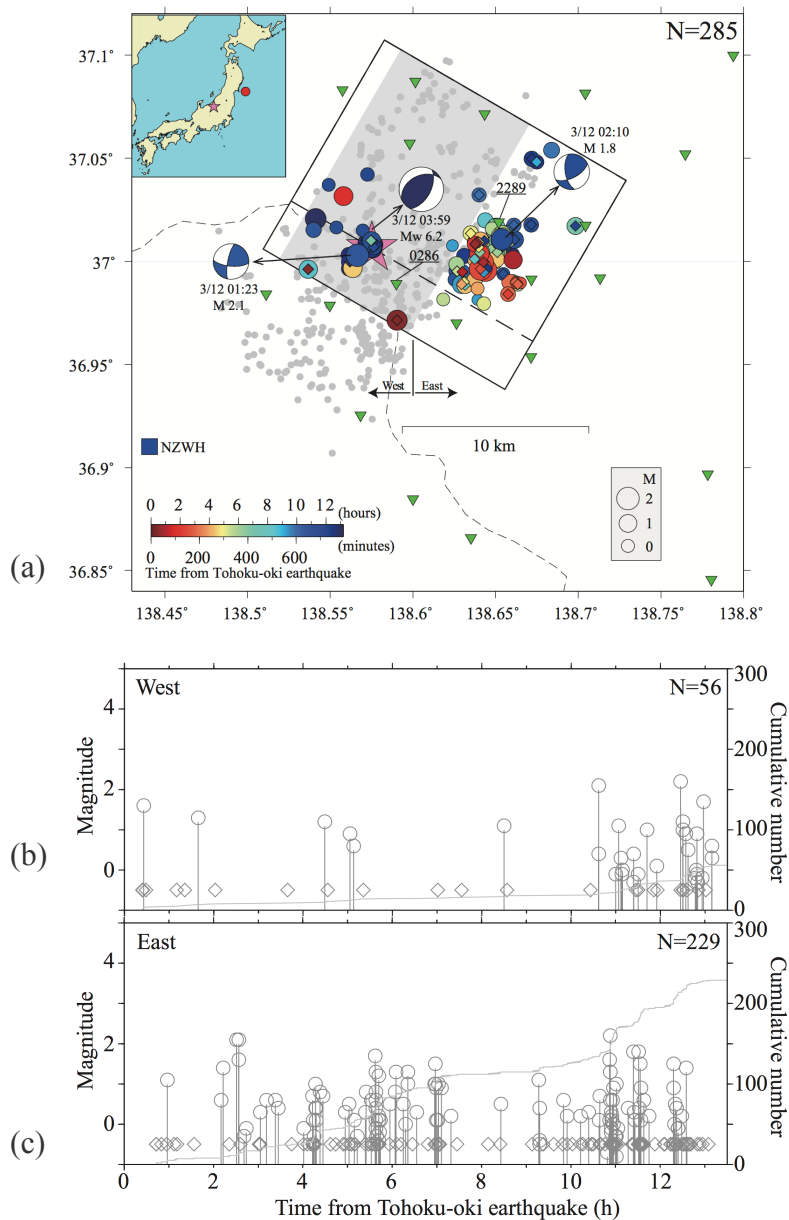 N=285
37.1°
37.05°
37°
36.95°
36.9°
36.85°
3/12 02:10
M 1.8
2289
3/12 03:59
Mw 6.2
0286
3/12 01:23
M 2.1
West East
10 km
NZWH
M
2
1
0
0 2 4 6 8 10 12
(hours)
0 200 400 600
(minutes)
Time from Tohoku-oki earthquake
(a)
138.45° 138.5° 138.55° 138.6° 138.65° 138.7° 138.75° 138.8°
West
N=56
4
2
0
Magnitude
300
200
100
0
Cumulative number
(b)
East
N=229
4
2
0
Magnitude
300
200
100
0
Cumulative number
(c)
0 2 4 6 8 10 12
Time from Tohoku-oki earthquake (h)